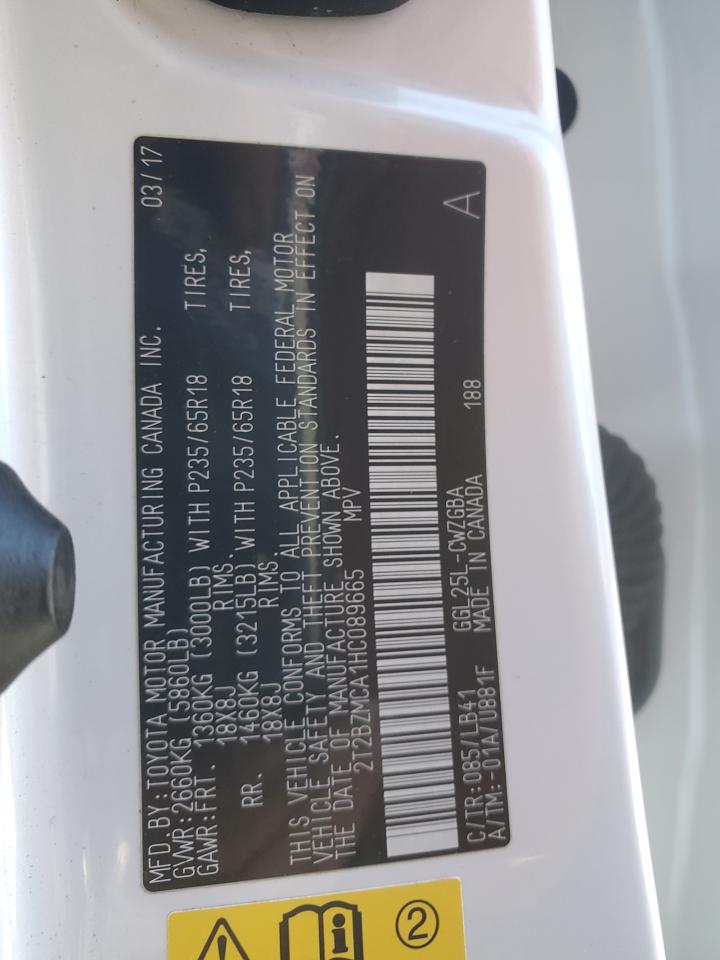 MFD.BY:TOYOTA MOTOR MANUFACTURING CANADA INC. 03/17
GVWR:2660KG (5860LB)
GAWR:FRT. 1360KG (3000LB) WITH P235/65R18 TIRES,
18X8J RIMS.
RR. 1460KG (3215LB) WITH P235/65R18 TIRES,
18X8J RIMS.
THIS VEHICLE CONFORMS TO ALL APPLICABLE FEDERAL MOTOR
VEHICLE SAFETY AND THEFT PREVENTION STANDARDS IN EFFECT ON
THE DATE OF MANUFACTURE SHOWN ABOVE.
2T2BZMCA1HC089665 MPV
C/TR:085/LB41 GGL25L-CWZGBA A
A/TM:-01A/U881F MADE IN CANADA 188
2